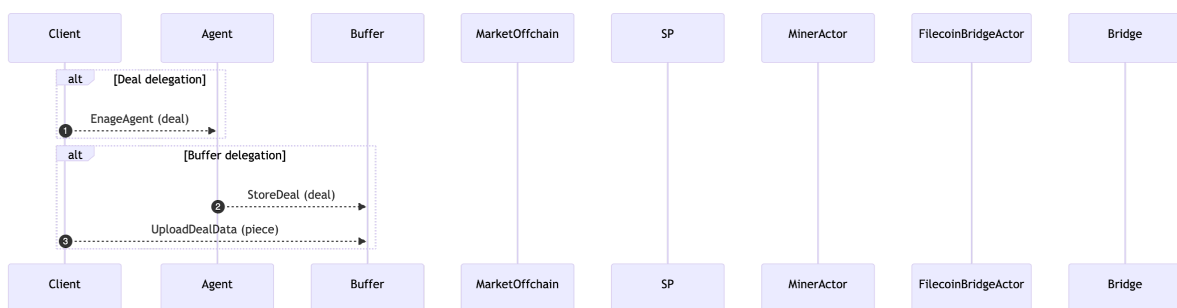 Client Agent Buffer MarketOffchain SP MinerActor FilecoinBridgeActor Bridge
alt [Deal delegation]
EnageAgent (deal)
1
alt [Buffer delegation]
StoreDeal (deal)
2
UploadDealData (piece)
3
Client Agent Buffer MarketOffchain SP MinerActor FilecoinBridgeActor Bridge